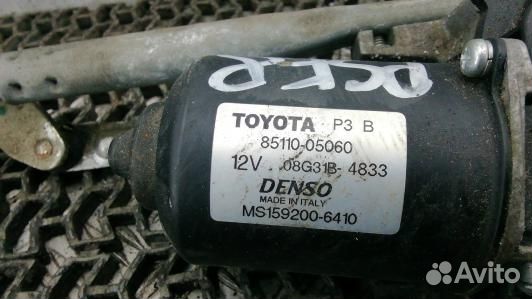 TOYOTA P3 B
85110-05060
12V 08G31B- 4833
DENSO
MADE IN ITALY
MS159200-6410
Avito